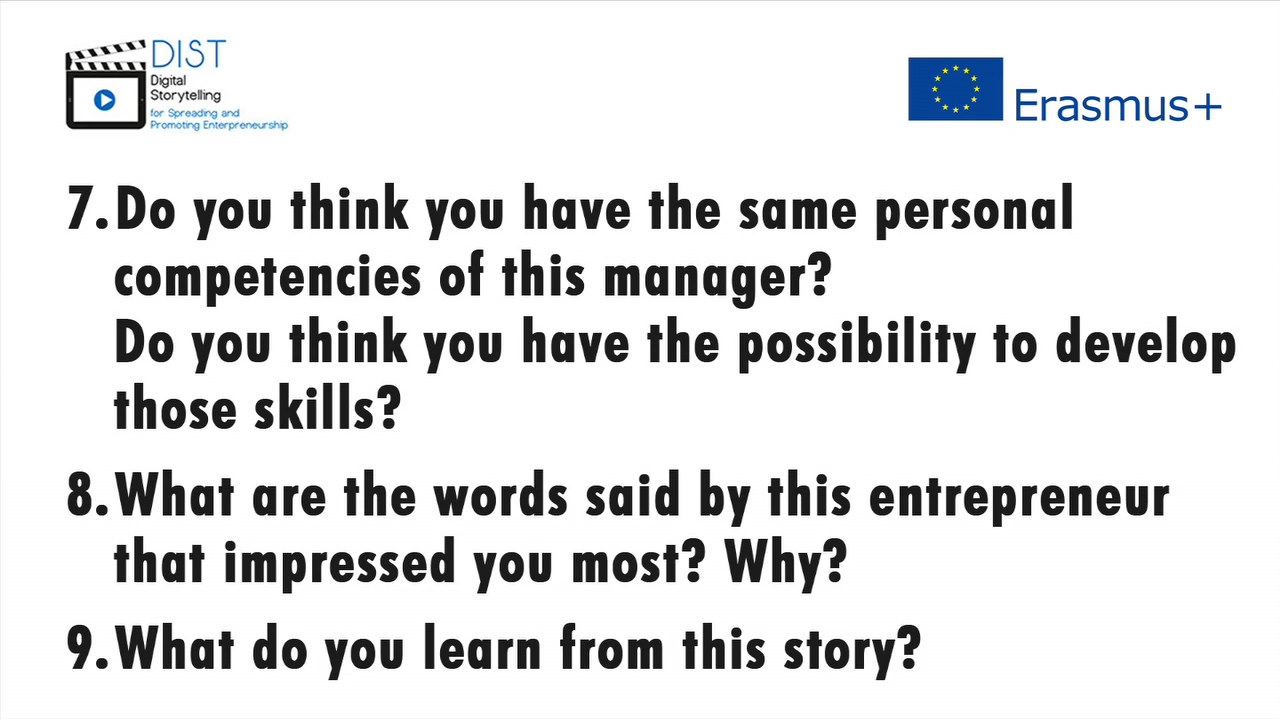 DIST
Digital
Storytelling
for Spreading and
Promoting Enterpreneurship
Erasmus+
7. Do you think you have the same personal
competencies of this manager?
Do you think you have the possibility to develop
those skills?
8. What are the words said by this entrepreneur
that impressed you most? Why?
9. What do you learn from this story?